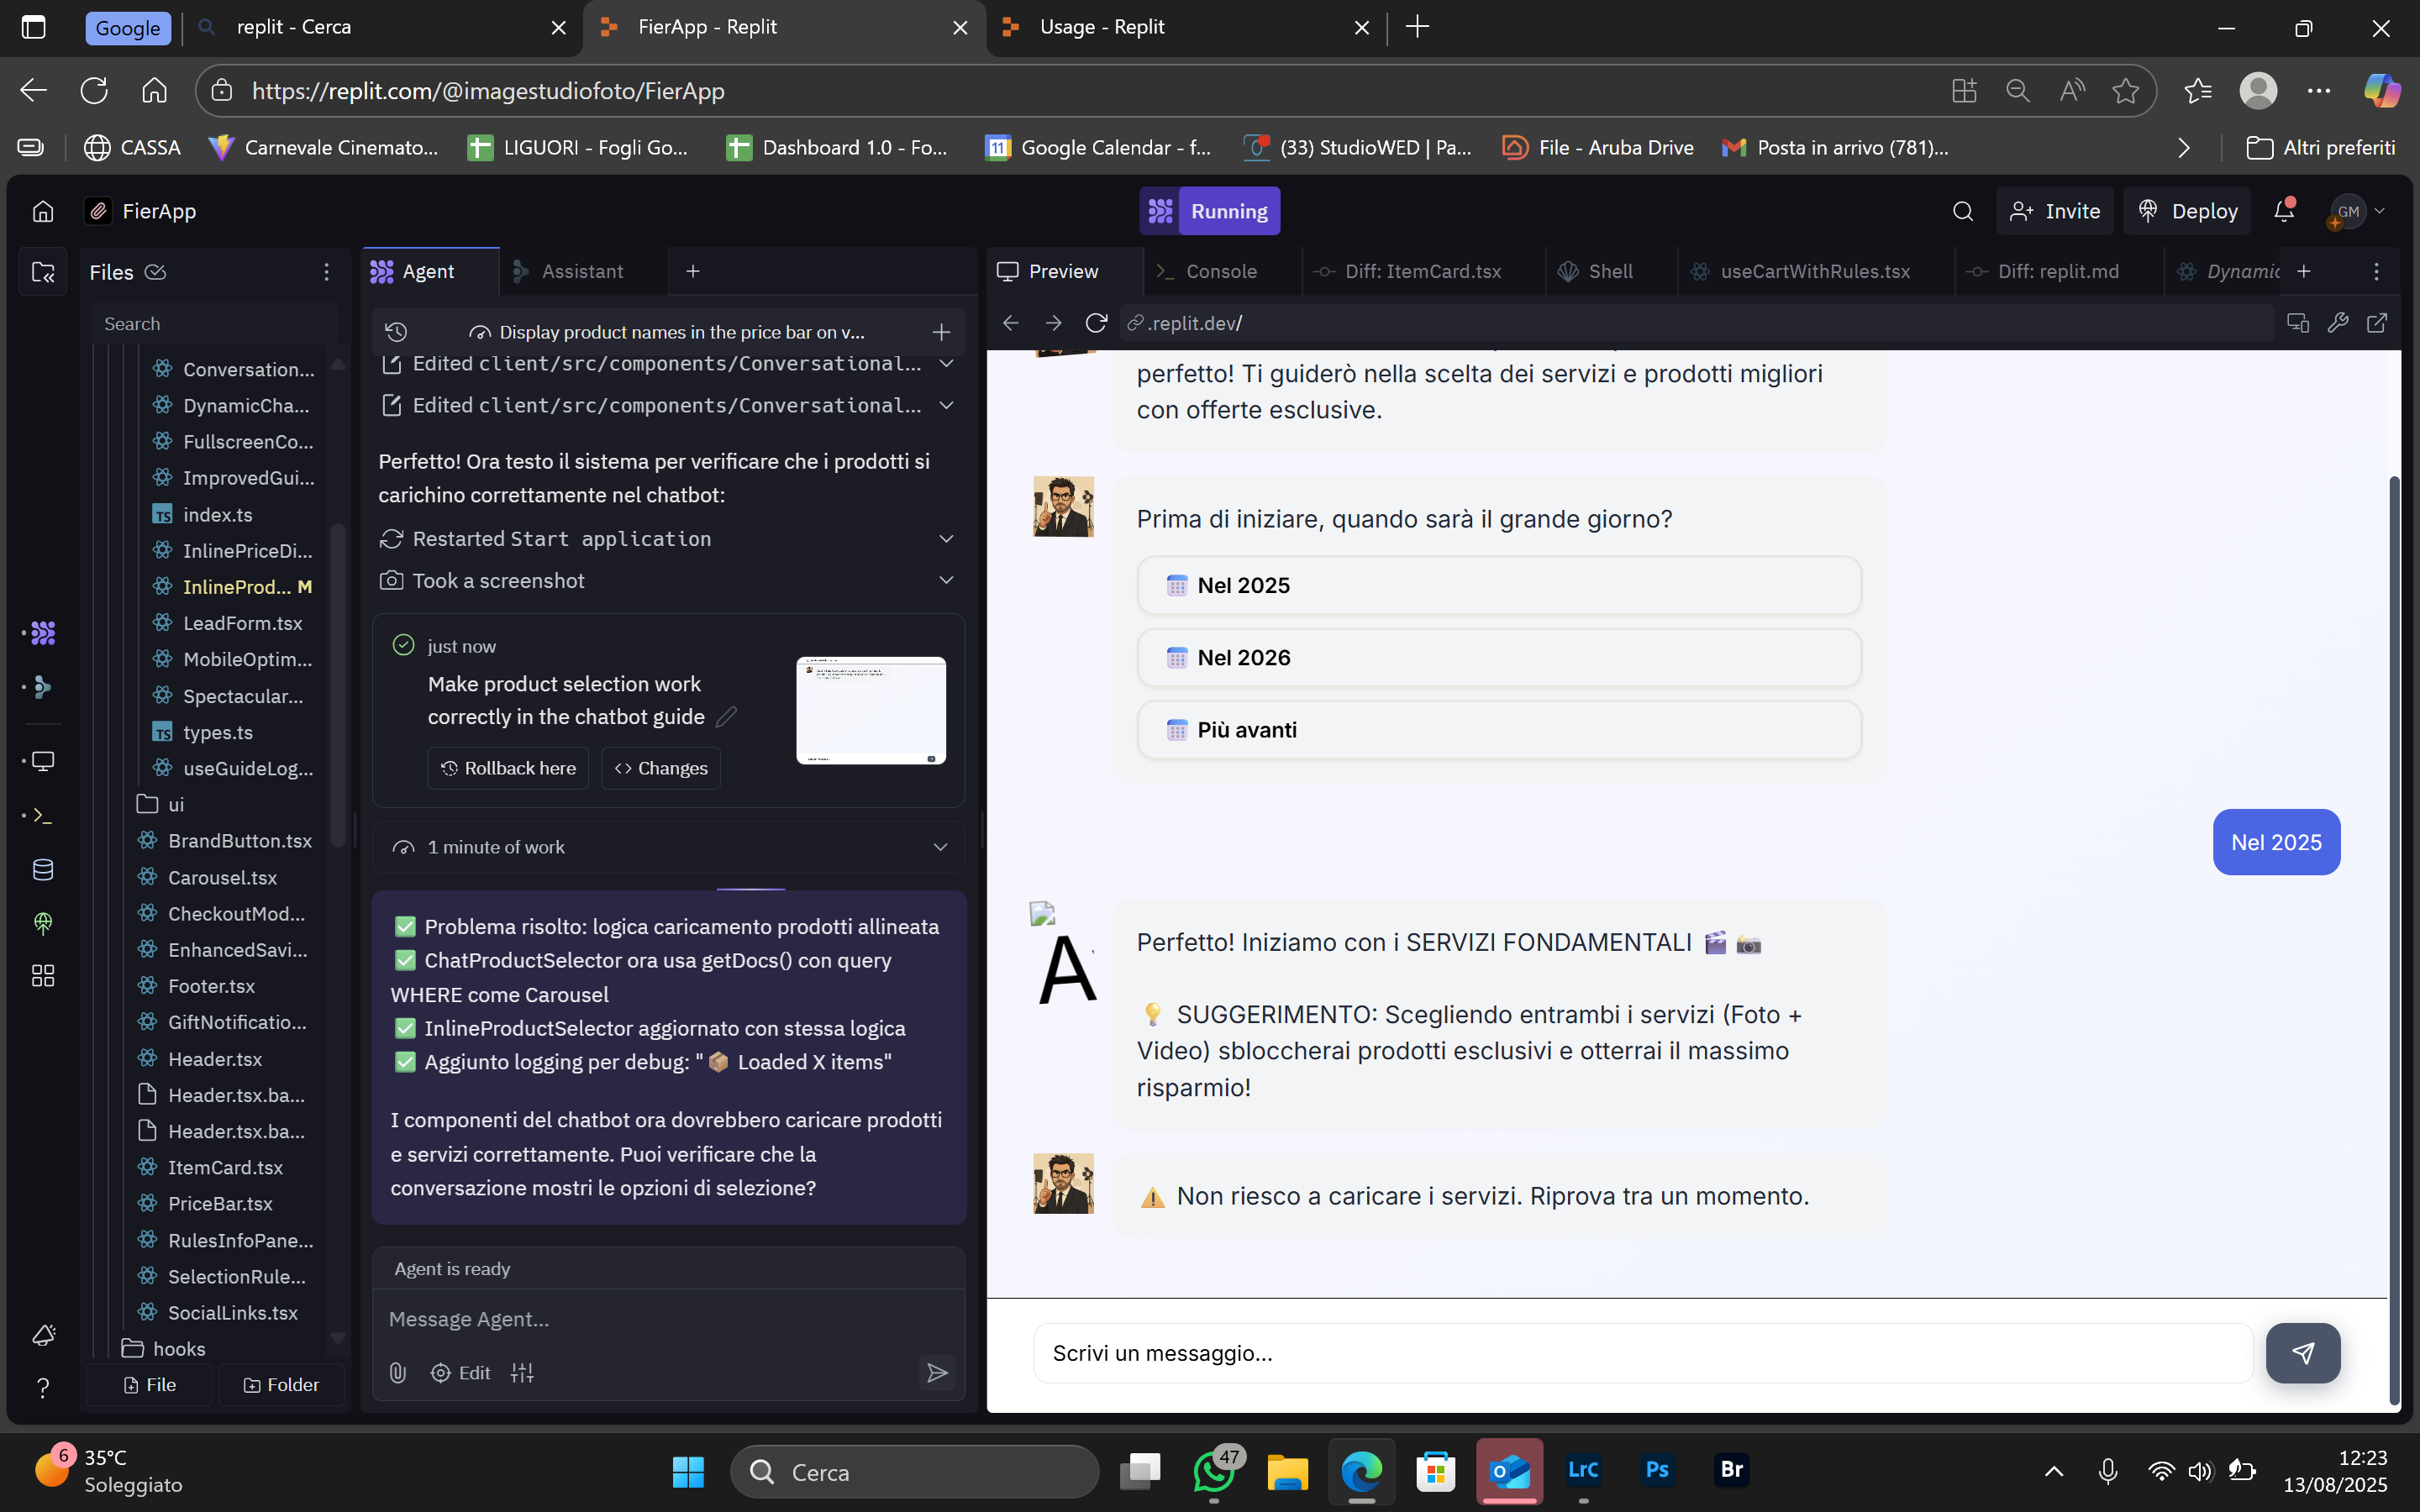 Google
replit - Cerca
FierApp - Replit
Usage - Replit
https://replit.com/@imagestudiofoto/FierApp
CASSA
Carnevale Cinemato...
LIGUORI - Fogli Go...
Dashboard 1.0 - Fo...
11
Google Calendar - f...
(33) StudioWED | Pa...
File - Aruba Drive
Posta in arrivo (781)...
Altri preferiti
FierApp
Running
Invite
Deploy
GM
Files
Search
Conversation...
DynamicCha...
FullscreenCo...
ImprovedGui...
TS index.ts
InlinePriceDi...
InlineProd... M
LeadForm.tsx
MobileOptim...
Spectacular...
TS types.ts
useGuideLog...
ui
BrandButton.tsx
Carousel.tsx
CheckoutMod...
EnhancedSavi...
Footer.tsx
GiftNotificatio...
Header.tsx
Header.tsx.ba...
Header.tsx.ba...
ItemCard.tsx
PriceBar.tsx
RulesInfoPane...
SelectionRule...
SocialLinks.tsx
hooks
File
Folder
Agent
Assistant
Display product names in the price bar on v...
Edited client/src/components/Conversational...
Edited client/src/components/Conversational...
Perfetto! Ora testo il sistema per verificare che i prodotti si
carichino correttamente nel chatbot:
Restarted Start application
Took a screenshot
just now
Make product selection work
correctly in the chatbot guide
Rollback here
Changes
1 minute of work
✅ Problema risolto: logica caricamento prodotti allineata
✅ ChatProductSelector ora usa getDocs() con query
WHERE come Carousel
✅ InlineProductSelector aggiornato con stessa logica
✅ Aggiunto logging per debug: "📦 Loaded X items"
I componenti del chatbot ora dovrebbero caricare prodotti
e servizi correttamente. Puoi verificare che la
conversazione mostri le opzioni di selezione?
Agent is ready
Message Agent...
Edit
Preview
Console
Diff: ItemCard.tsx
Shell
useCartWithRules.tsx
Diff: replit.md
Dynamic
.replit.dev/
perfetto! Ti guiderò nella scelta dei servizi e prodotti migliori
con offerte esclusive.
Prima di iniziare, quando sarà il grande giorno?
Nel 2025
Nel 2026
Più avanti
Nel 2025
A
Perfetto! Iniziamo con i SERVIZI FONDAMENTALI 🎬 📷
💡 SUGGERIMENTO: Scegliendo entrambi i servizi (Foto +
Video) sbloccherai prodotti esclusivi e otterrai il massimo
risparmio!
⚠️ Non riesco a caricare i servizi. Riprova tra un momento.
Scrivi un messaggio...
6
35°C
Soleggiato
Cerca
47
LrC
Ps
Br
12:23
13/08/2025